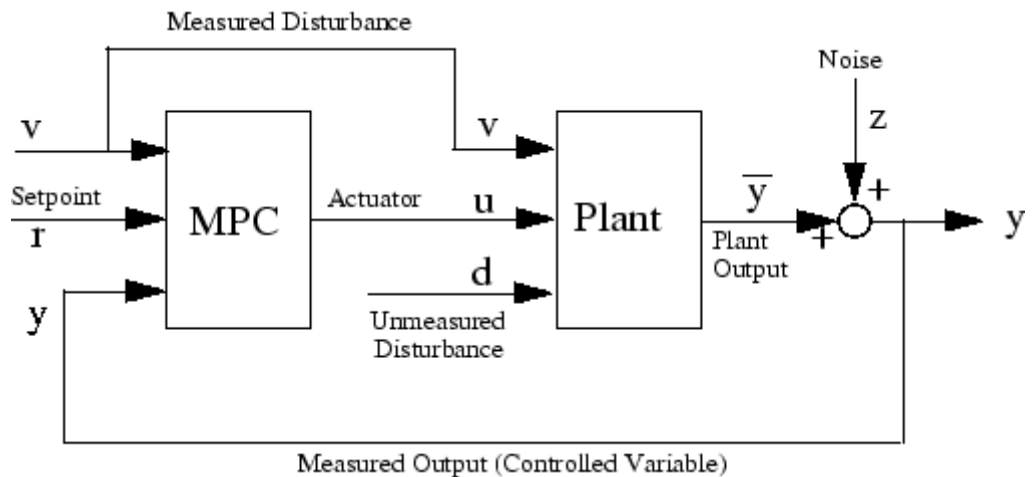 Measured Disturbance
Noise
v
v
z
+
Setpoint
r
MPC
Actuator
u
Plant
y̅
+
Plant
Output
y
y
d
Unmeasured
Disturbance
Measured Output (Controlled Variable)